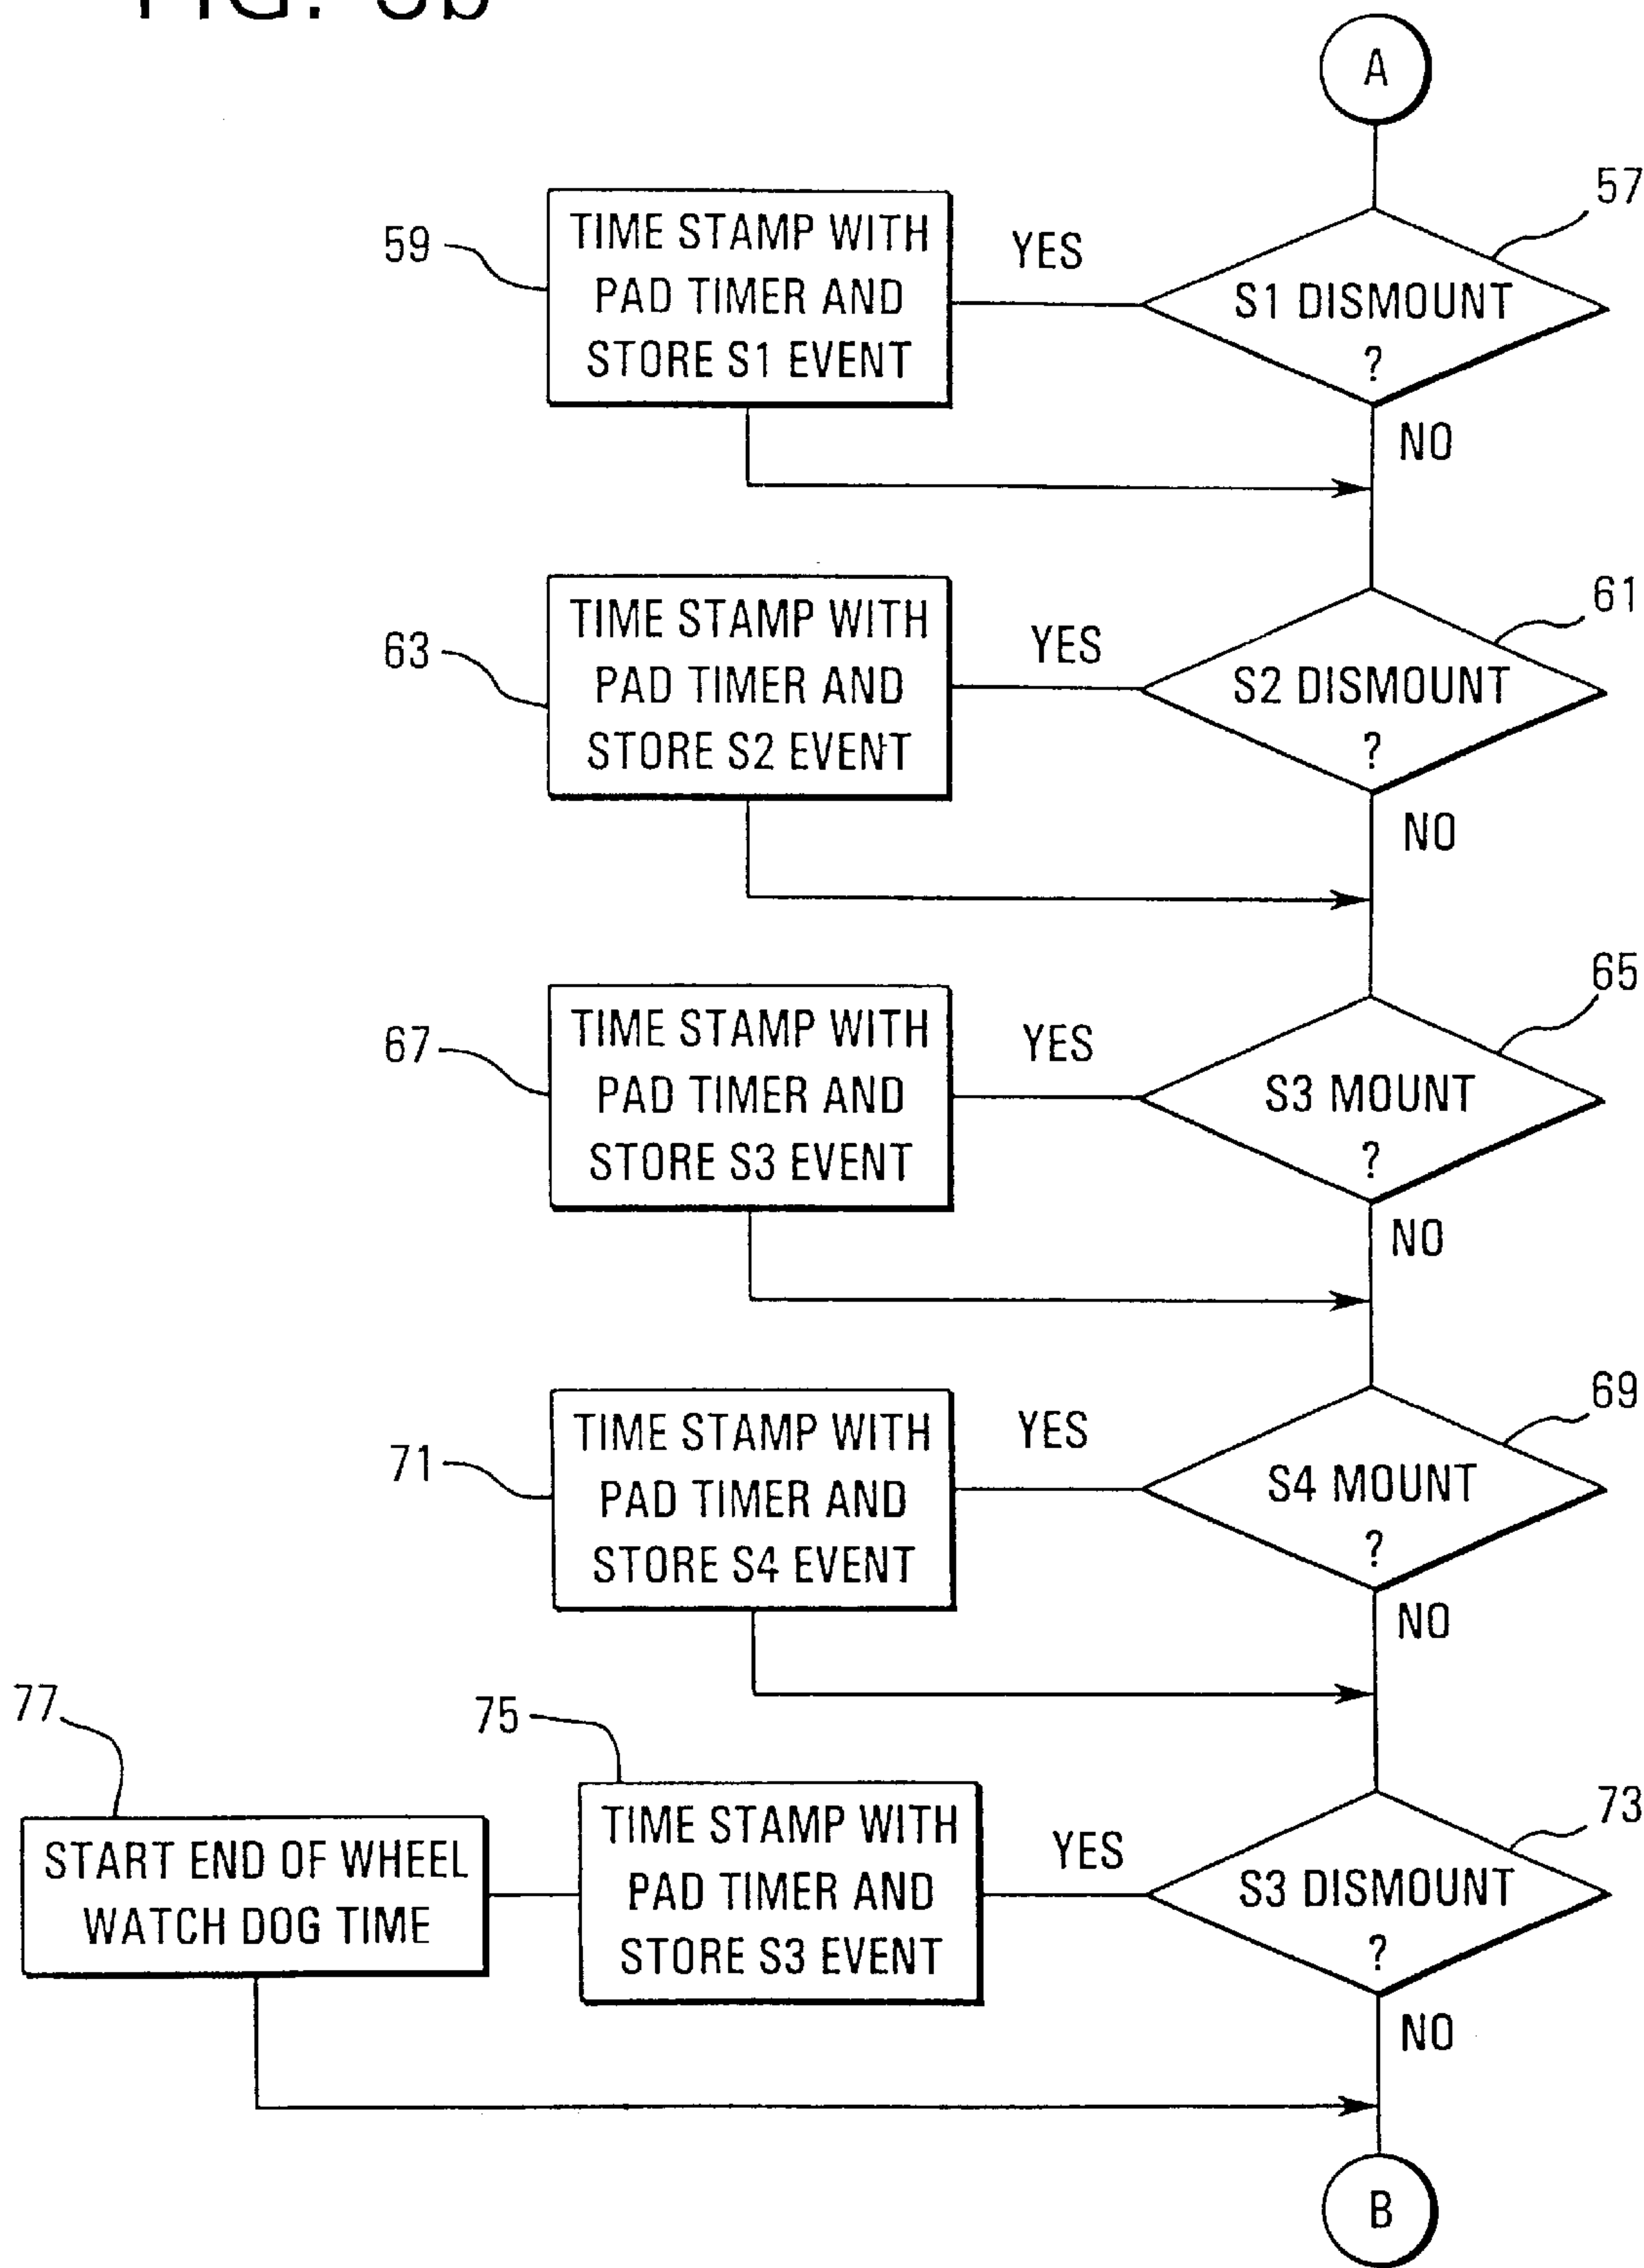 A
57
59
TIME STAMP WITH
PAD TIMER AND
STORE S1 EVENT
YES
S1 DISMOUNT
?
NO
61
63
TIME STAMP WITH
PAD TIMER AND
STORE S2 EVENT
YES
S2 DISMOUNT
?
NO
65
67
TIME STAMP WITH
PAD TIMER AND
STORE S3 EVENT
YES
S3 MOUNT
?
NO
69
71
TIME STAMP WITH
PAD TIMER AND
STORE S4 EVENT
YES
S4 MOUNT
?
NO
77
START END OF WHEEL
WATCH DOG TIME
75
TIME STAMP WITH
PAD TIMER AND
STORE S3 EVENT
YES
73
S3 DISMOUNT
?
NO
B